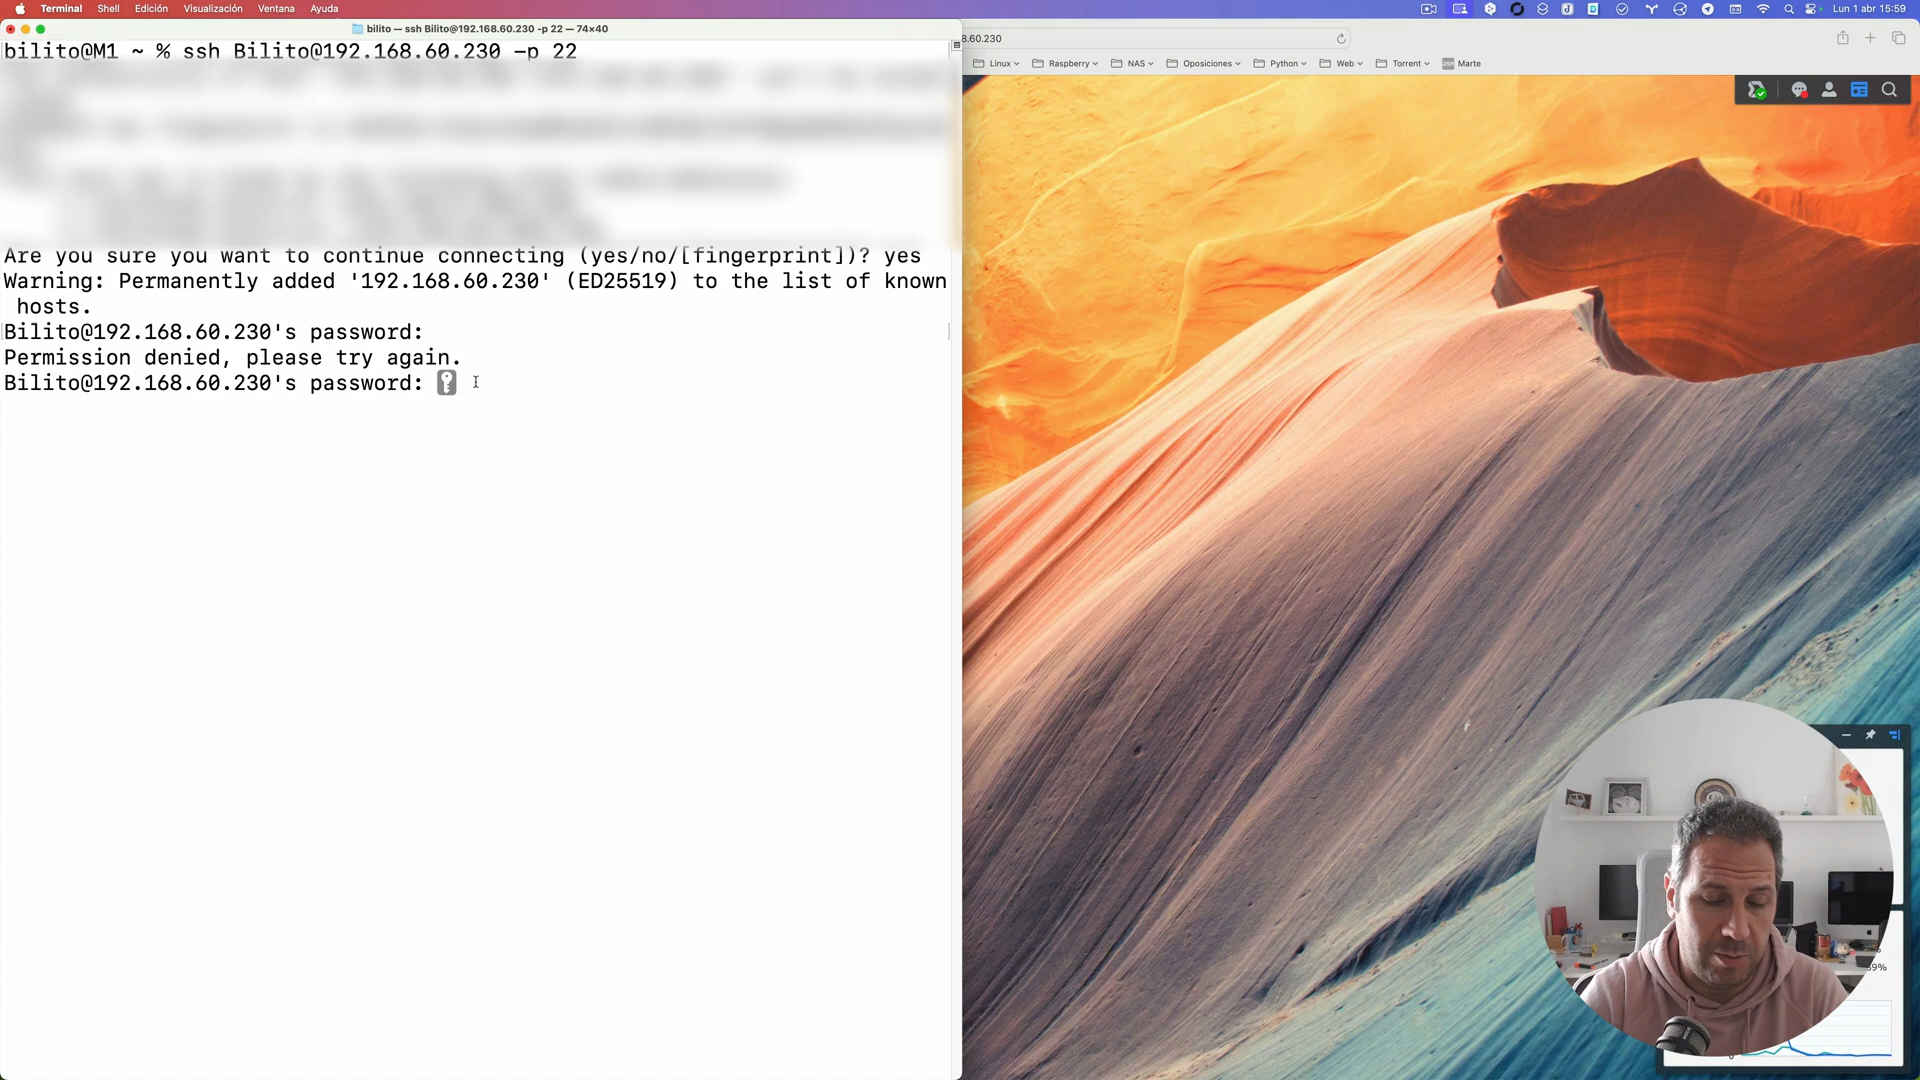 Terminal Shell Edición Visualización Ventana Ayuda
Lun 1 abr 15:59
bilito — ssh Bilito@192.168.60.230 -p 22 — 74×40
bilito@M1 ~ % ssh Bilito@192.168.60.230 -p 22
Are you sure you want to continue connecting (yes/no/[fingerprint])? yes
Warning: Permanently added '192.168.60.230' (ED25519) to the list of known
hosts.
Bilito@192.168.60.230's password:
Permission denied, please try again.
Bilito@192.168.60.230's password:
8.60.230
Linux Raspberry NAS Oposiciones Python Web Torrent Marte
59%
0